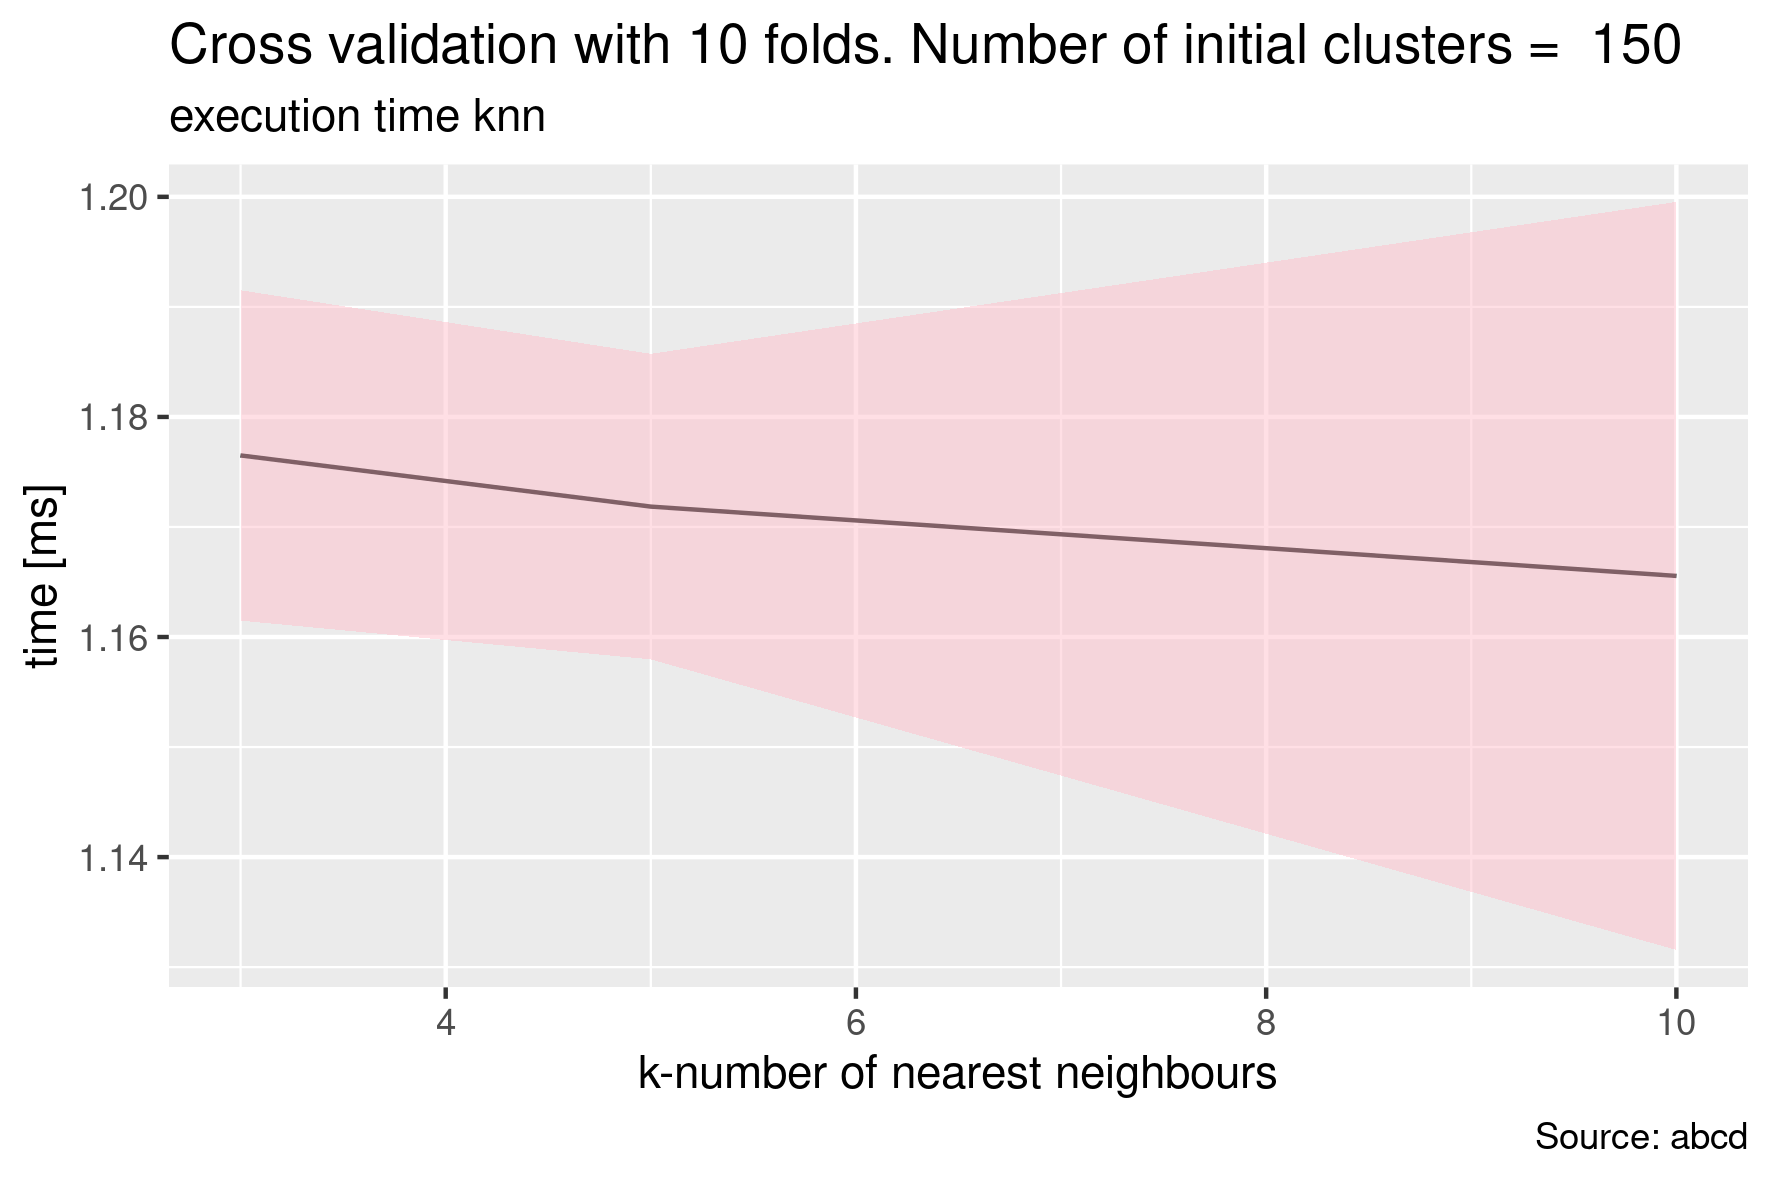 Cross validation with 10 folds. Number of initial clusters =  150
execution time knn
1.20
1.18
1.16
1.14
time [ms]
4 6 8 10
k-number of nearest neighbours
Source: abcd